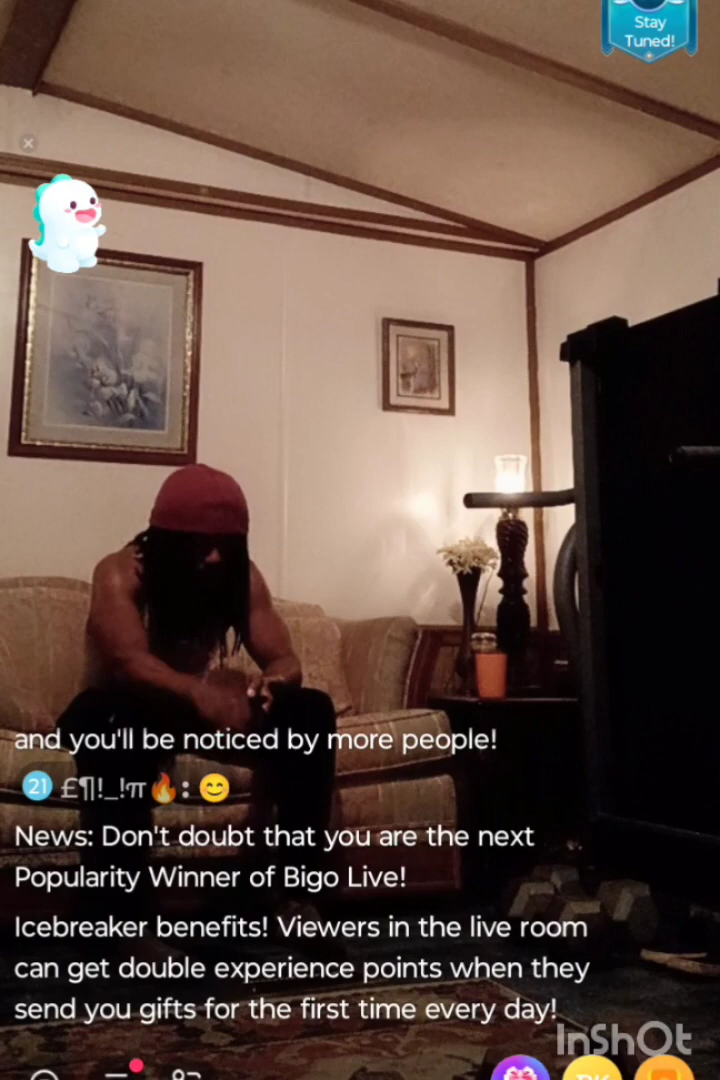 Stay
Tuned!
and you'll be noticed by more people!
21 £¶!_!π🔥: 😊
News: Don't doubt that you are the next
Popularity Winner of Bigo Live!
Icebreaker benefits! Viewers in the live room
can get double experience points when they
send you gifts for the first time every day!
InShOt
PK